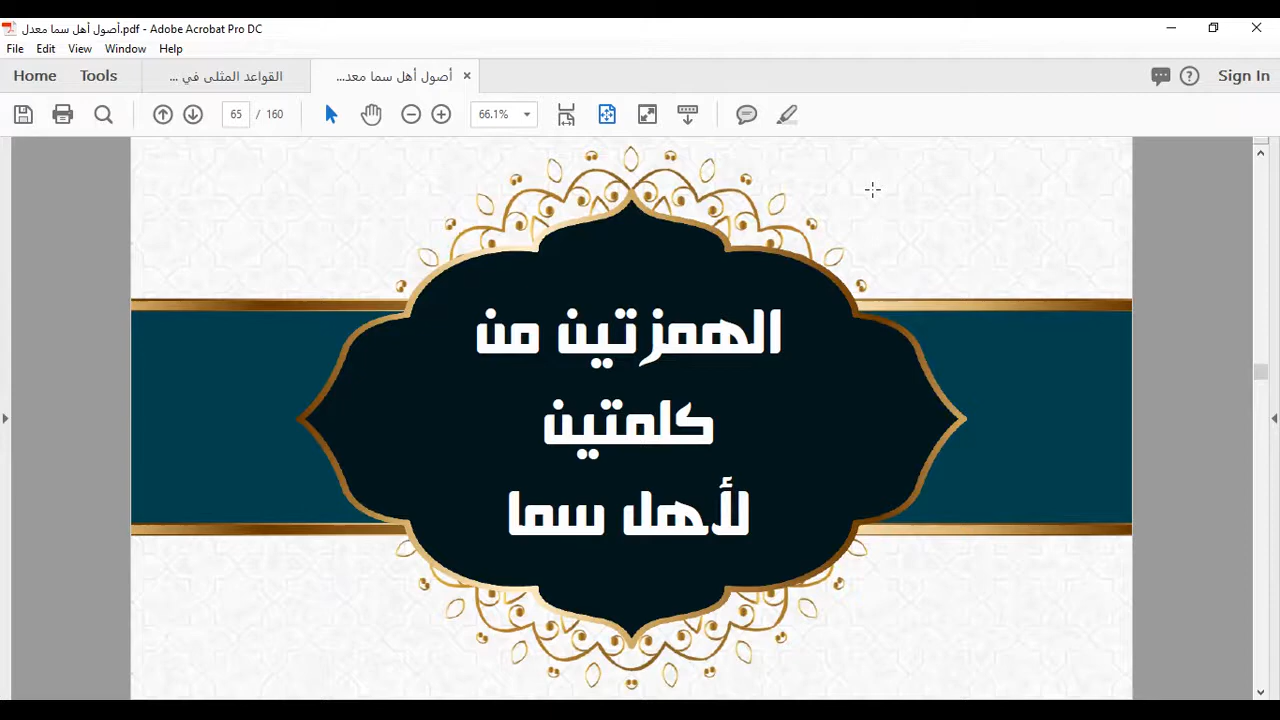 أصول أهل سما معدل.pdf - Adobe Acrobat Pro DC
File Edit View Window Help
Home Tools القواعد المثلى في ... أصول أهل سما معد... × Sign In
65 / 160 66.1%
الهمزتين من
كلمتين
لأهل سما